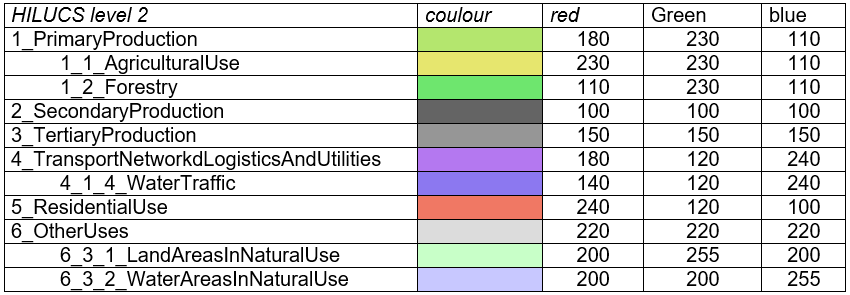 HILUCS level 2 coulour red Green blue
1_PrimaryProduction 180 230 110
1_1_AgriculturalUse 230 230 110
1_2_Forestry 110 230 110
2_SecondaryProduction 100 100 100
3_TertiaryProduction 150 150 150
4_TransportNetworkdLogisticsAndUtilities 180 120 240
4_1_4_WaterTraffic 140 120 240
5_ResidentialUse 240 120 100
6_OtherUses 220 220 220
6_3_1_LandAreasInNaturalUse 200 255 200
6_3_2_WaterAreasInNaturalUse 200 200 255